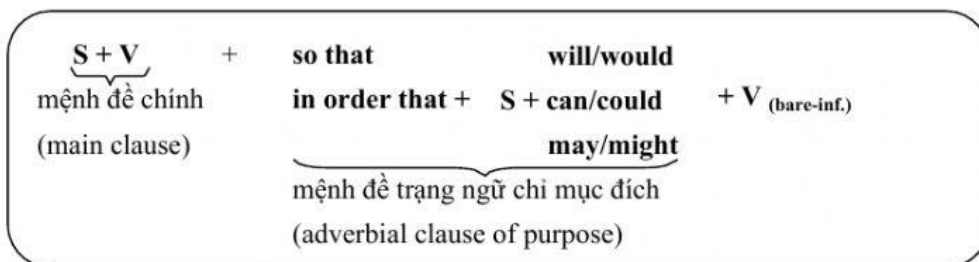 S + V + so that will/would
mệnh đề chính in order that + S + can/could + V (bare-inf.)
(main clause) may/might
mệnh đề trạng ngữ chỉ mục đích
(adverbial clause of purpose)